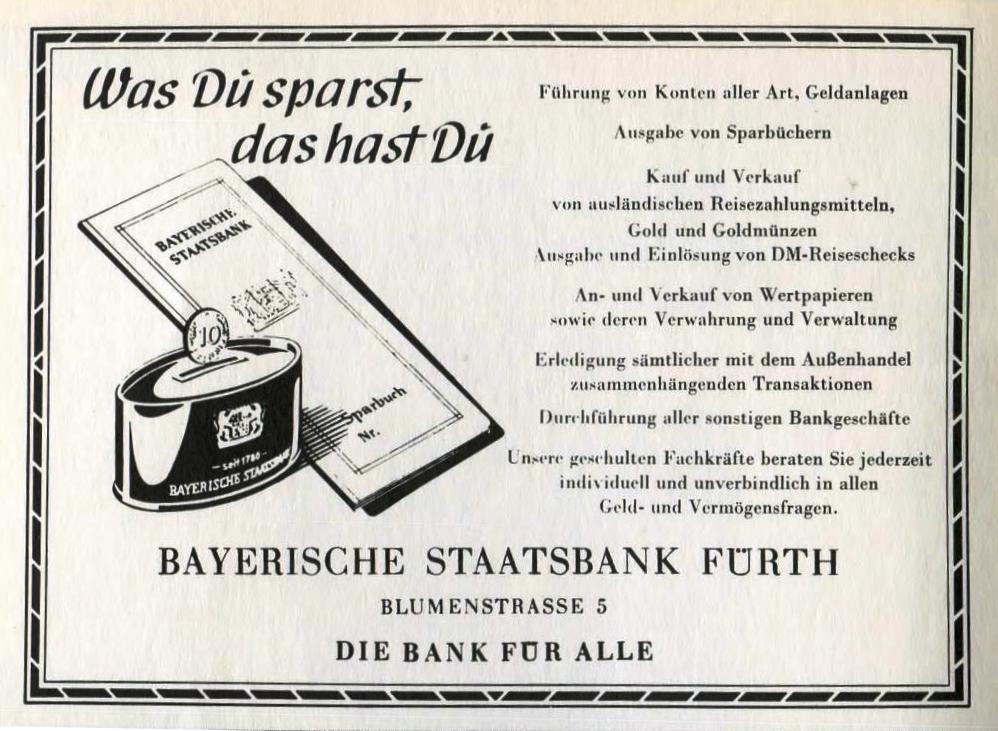 Was Du sparst,
das hast Du
BAYERISCHE
STAATSBANK
10
Sparbuch
Nr.
– seit 1780 –
BAYERISCHE STAATSBANK
Führung von Konten aller Art, Geldanlagen
Ausgabe von Sparbüchern
Kauf und Verkauf
von ausländischen Reisezahlungsmitteln,
Gold und Goldmünzen
Ausgabe und Einlösung von DM-Reiseschecks
An- und Verkauf von Wertpapieren
sowie deren Verwahrung und Verwaltung
Erledigung sämtlicher mit dem Außenhandel
zusammenhängenden Transaktionen
Durchführung aller sonstigen Bankgeschäfte
Unsere geschulten Fachkräfte beraten Sie jederzeit
individuell und unverbindlich in allen
Geld- und Vermögensfragen.
BAYERISCHE STAATSBANK FÜRTH
BLUMENSTRASSE 5
DIE BANK FÜR ALLE